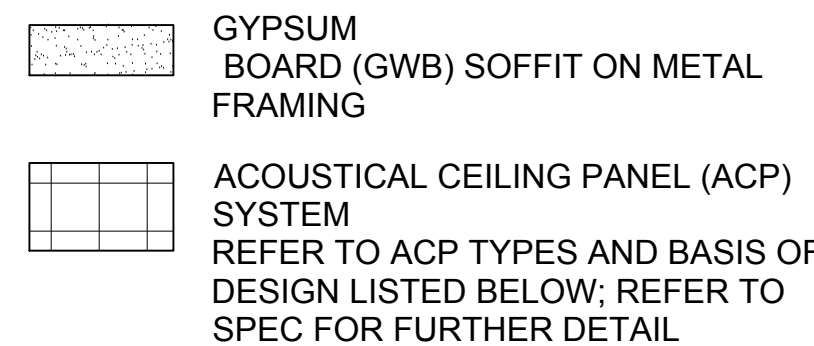 GYPSUM
BOARD (GWB) SOFFIT ON METAL
FRAMING
ACOUSTICAL CEILING PANEL (ACP)
SYSTEM
REFER TO ACP TYPES AND BASIS OF
DESIGN LISTED BELOW; REFER TO
SPEC FOR FURTHER DETAIL